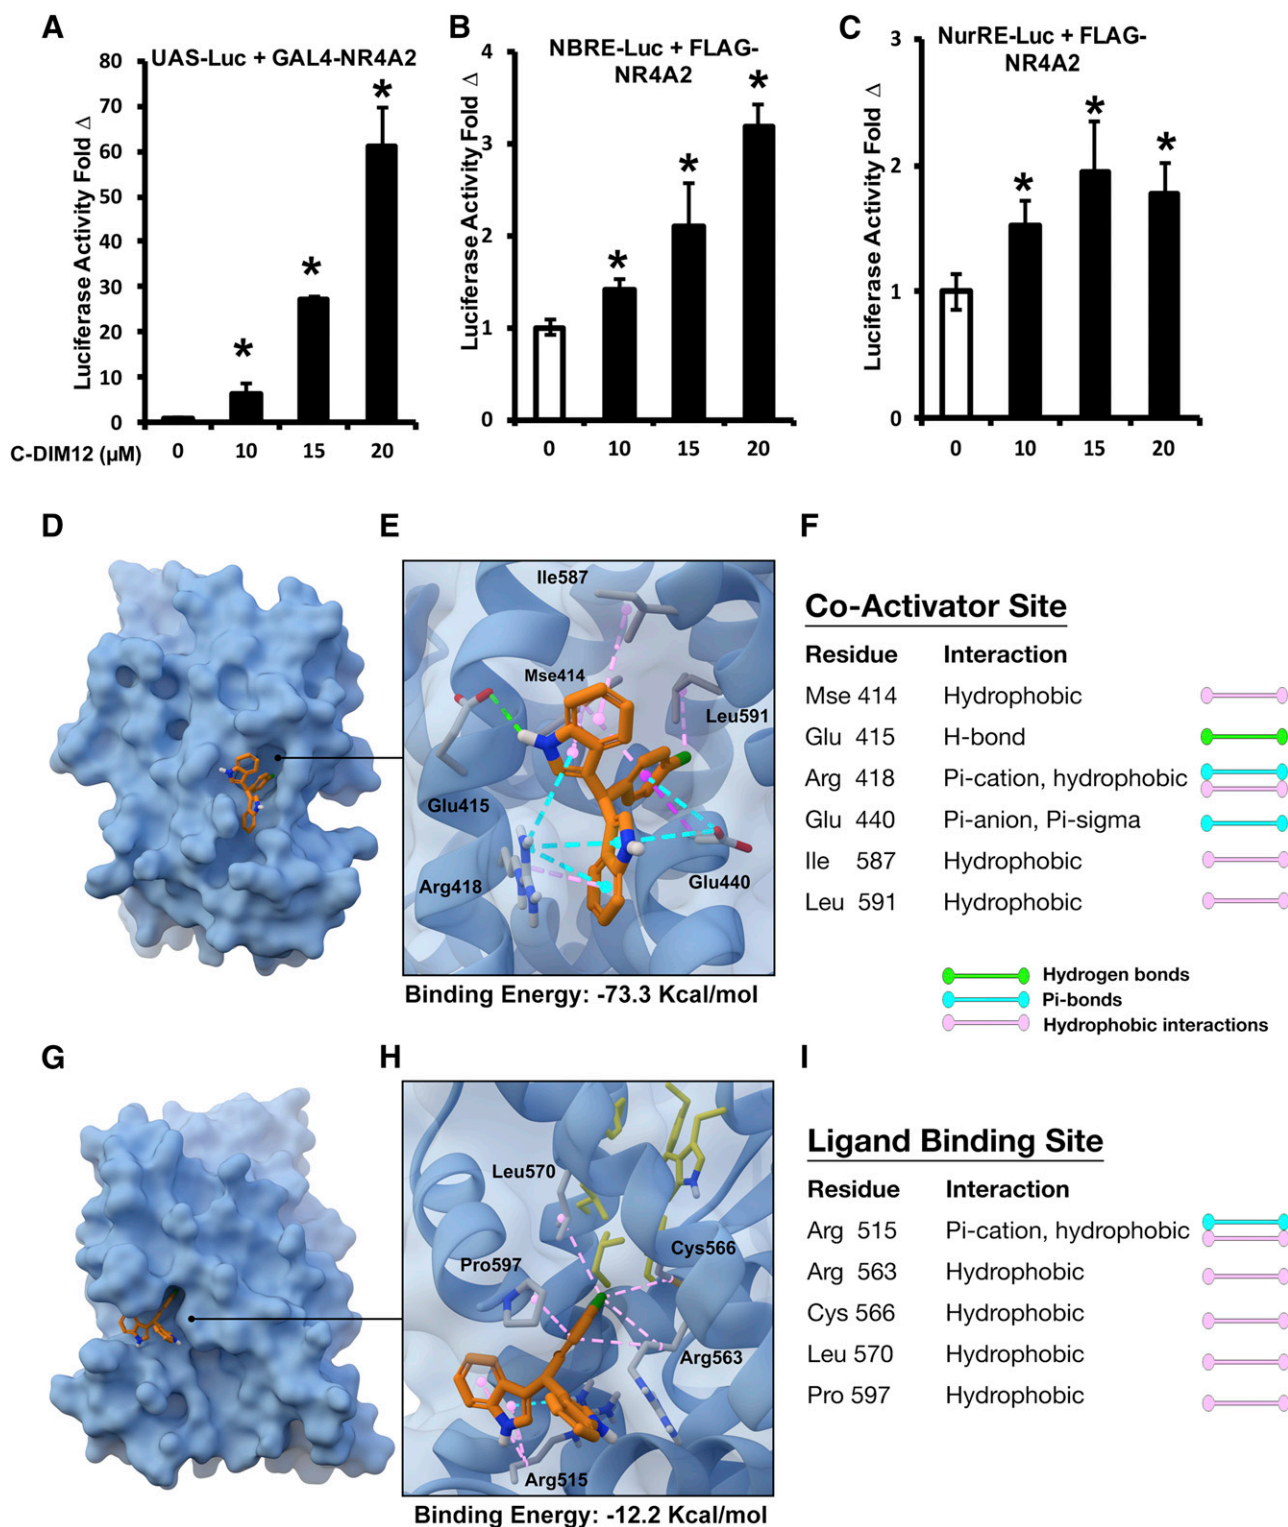 A
UAS-Luc + GAL4-NR4A2
Luciferase Activity Fold Δ
80
70
60
50
40
30
20
10
0
C-DIM12 (μM)
0
10
15
20
*
*
*
B
NBRE-Luc + FLAG-
NR4A2
Luciferase Activity Fold Δ
4
3
2
1
0
0
10
15
20
*
*
*
C
NurRE-Luc + FLAG-
NR4A2
Luciferase Activity Fold Δ
3
2
1
0
0
10
15
20
*
*
*
D
E
Ile587
Mse414
Leu591
Glu415
Arg418
Glu440
Binding Energy: -73.3 Kcal/mol
F
Co-Activator Site
Residue Interaction
Mse 414 Hydrophobic
Glu 415 H-bond
Arg 418 Pi-cation, hydrophobic
Glu 440 Pi-anion, Pi-sigma
Ile 587 Hydrophobic
Leu 591 Hydrophobic
Hydrogen bonds
Pi-bonds
Hydrophobic interactions
G
H
Leu570
Cys566
Pro597
Arg563
Arg515
Binding Energy: -12.2 Kcal/mol
I
Ligand Binding Site
Residue Interaction
Arg 515 Pi-cation, hydrophobic
Arg 563 Hydrophobic
Cys 566 Hydrophobic
Leu 570 Hydrophobic
Pro 597 Hydrophobic